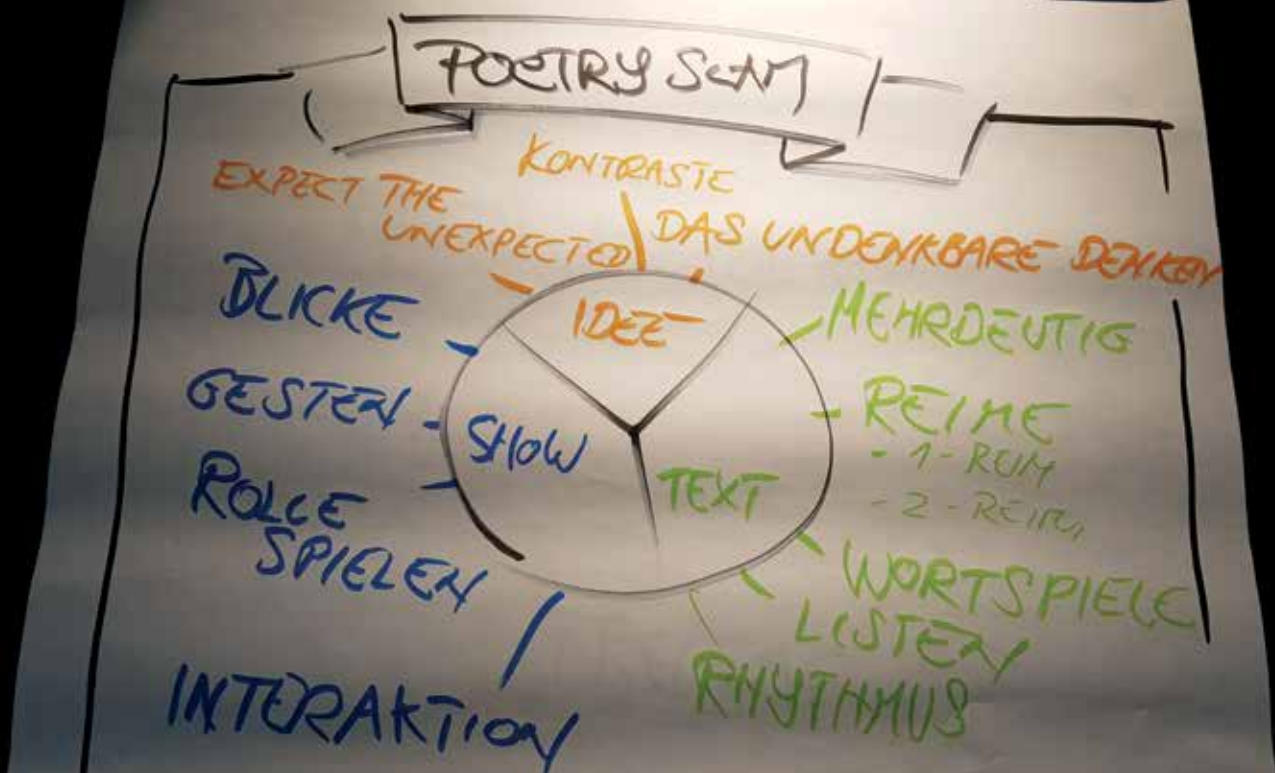 POETRY SLAM
KONTRASTE
EXPECT THE
UNEXPECTED
DAS UNDENKBARE DENKEN
IDEE
BLICKE
GESTEN
ROLLE
SPIELEN
INTERAKTION
SHOW
TEXT
MEHRDEUTIG
REIME
- 1 -
- 2 - REIM,
WORTSPIELE
LISTEN
RHYTHMUS